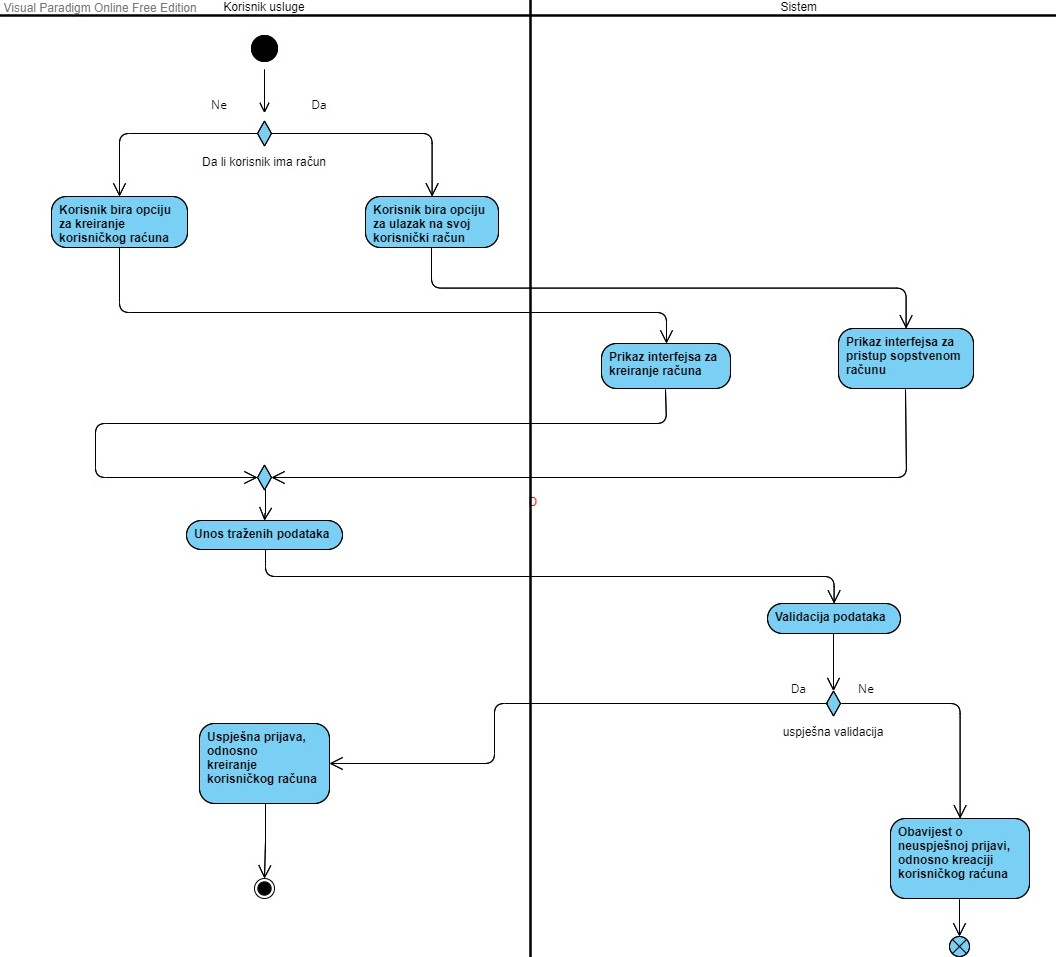 Visual Paradigm Online Free Edition
Korisnik usluge
Sistem
Ne
Da
Da li korisnik ima račun
Korisnik bira opciju
za kreiranje
korisničkog raćuna
Korisnik bira opciju
za ulazak na svoj
korisnički račun
Prikaz interfejsa za
kreiranje računa
Prikaz interfejsa za
pristup sopstvenom
računu
Unos traženih podataka
Validacija podataka
Da
Ne
uspješna validacija
Uspješna prijava,
odnosno
kreiranje
korisničkog računa
Obavijest o
neuspješnoj prijavi,
odnosno kreaciji
korisničkog raćuna